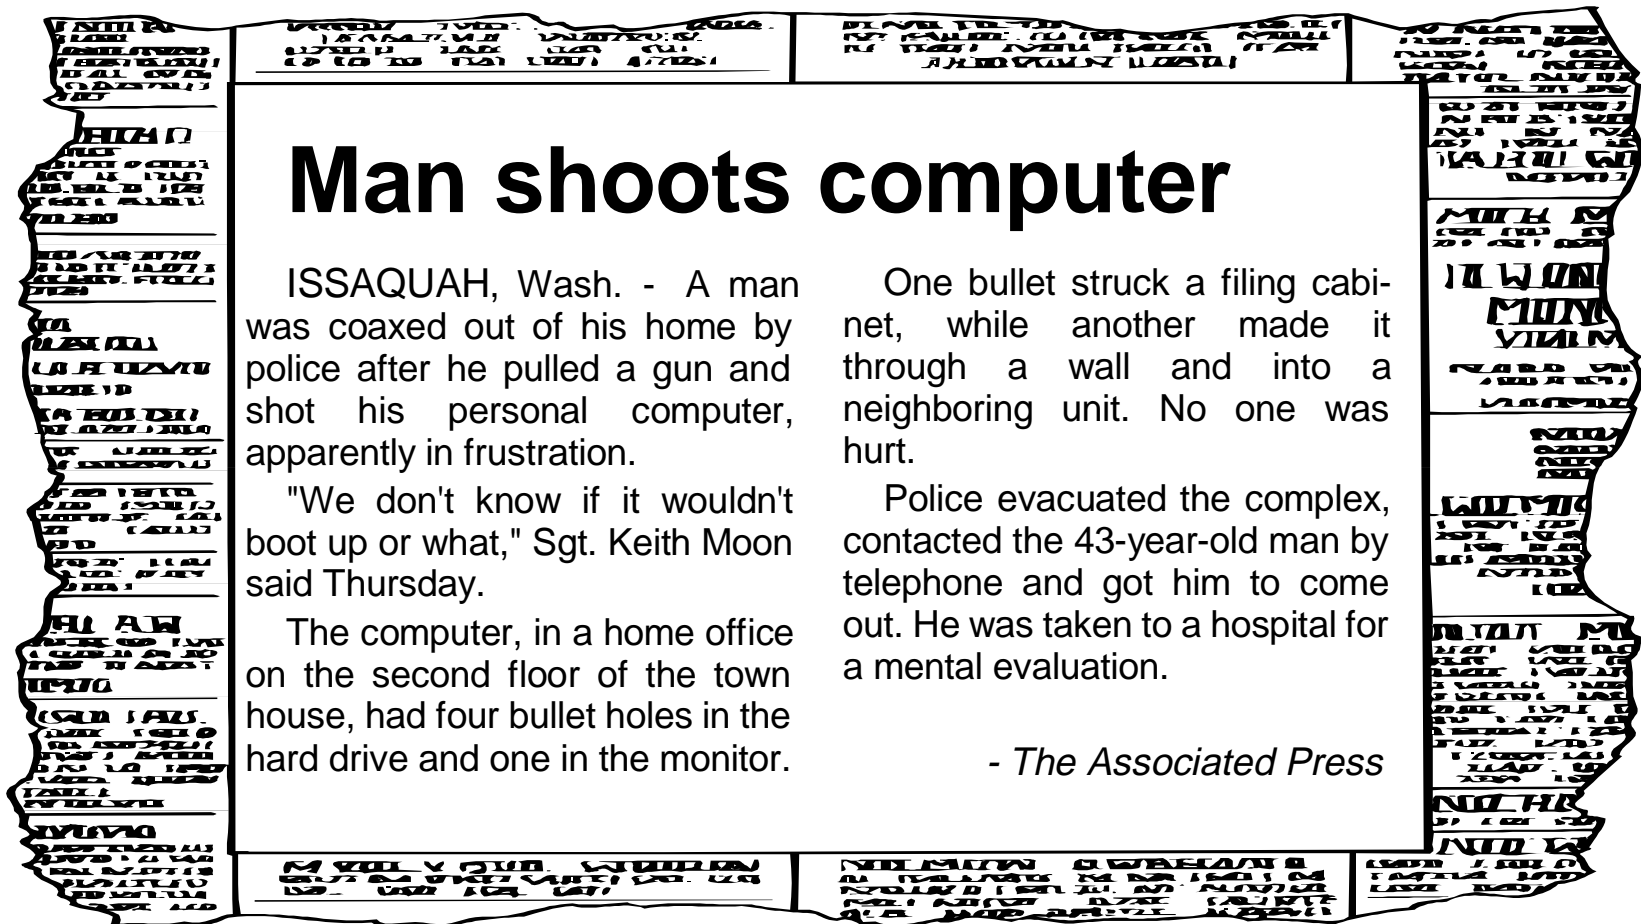 Man shoots computer
ISSAQUAH, Wash. - A man
was coaxed out of his home by
police after he pulled a gun and
shot his personal computer,
apparently in frustration.
"We don't know if it wouldn't
boot up or what," Sgt. Keith Moon
said Thursday.
The computer, in a home office
on the second floor of the town
house, had four bullet holes in the
hard drive and one in the monitor.
One bullet struck a filing cabi-
net, while another made it
through a wall and into a
neighboring unit. No one was
hurt.
Police evacuated the complex,
contacted the 43-year-old man by
telephone and got him to come
out. He was taken to a hospital for
a mental evaluation.
- The Associated Press